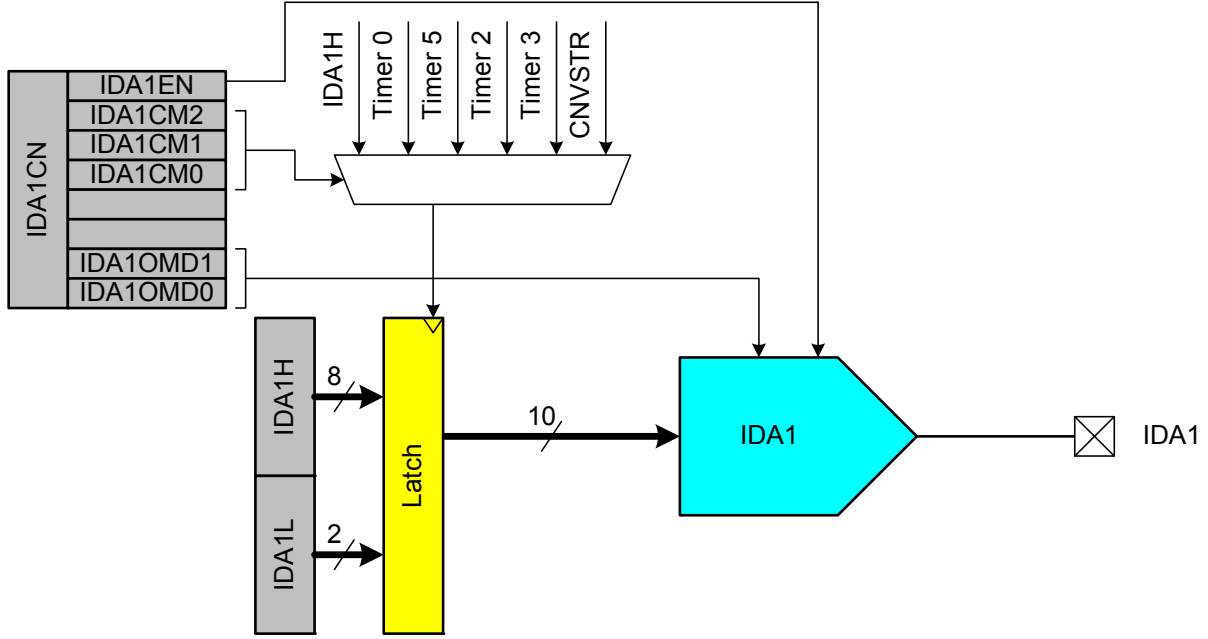 IDA1CN
IDA1EN
IDA1CM2
IDA1CM1
IDA1CM0
IDA1OMD1
IDA1OMD0
IDA1H
Timer 0
Timer 5
Timer 2
Timer 3
CNVSTR
IDA1H
8
IDA1L
2
Latch
10
IDA1
IDA1